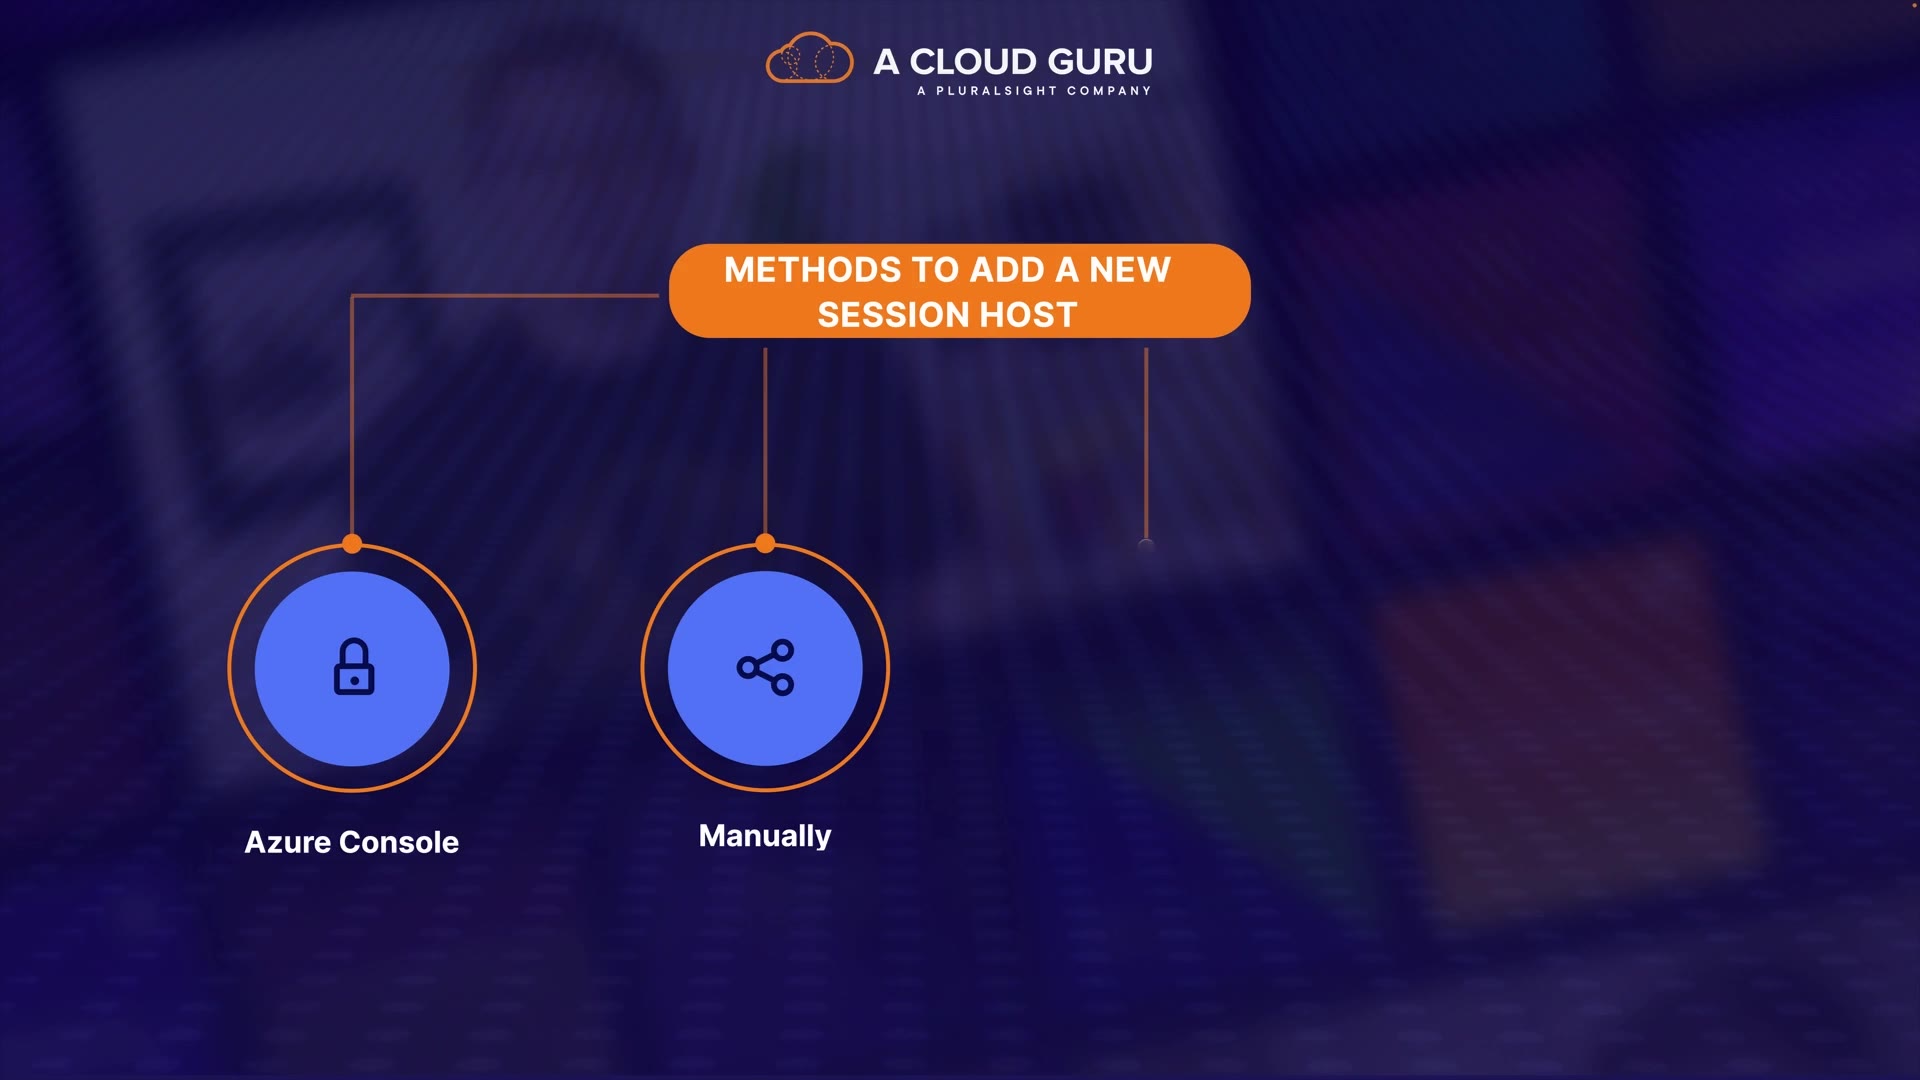 A CLOUD GURU
A PLURALSIGHT COMPANY
METHODS TO ADD A NEW
SESSION HOST
Azure Console
Manually